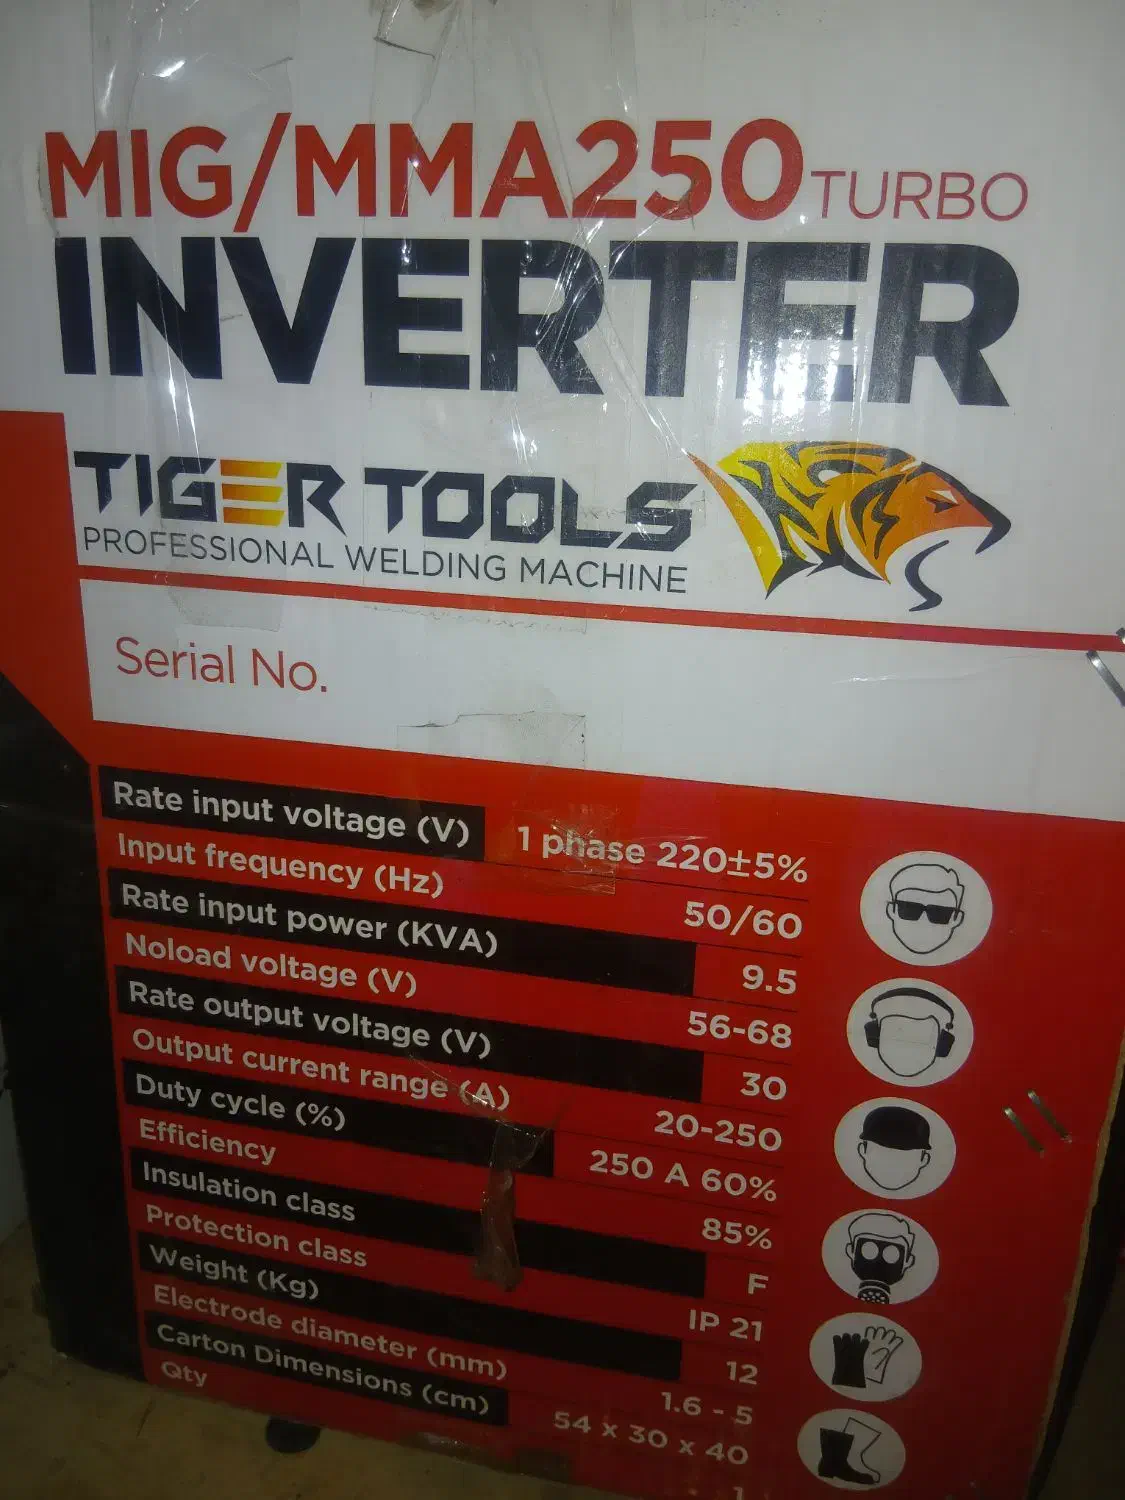 MIG/MMA250 TURBO
INVERTER
TIGER TOOLS
PROFESSIONAL WELDING MACHINE
Serial No.
Rate input voltage (V) 1 phase 220±5%
Input frequency (Hz) 50/60
Rate input power (KVA) 9.5
Noload voltage (V) 56-68
Rate output voltage (V) 30
Output current range (A) 20-250
Duty cycle (%) 250 A 60%
Efficiency 85%
Insulation class F
Protection class IP 21
Weight (Kg) 12
Electrode diameter (mm) 1.6 - 5
Carton Dimensions (cm) 54 x 30 x 40
Qty 1